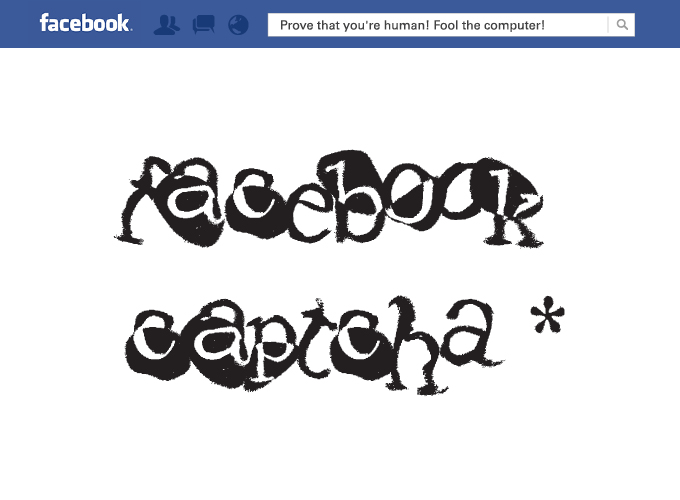 facebook.
Prove that you're human! Fool the computer!
facebook
captcha *